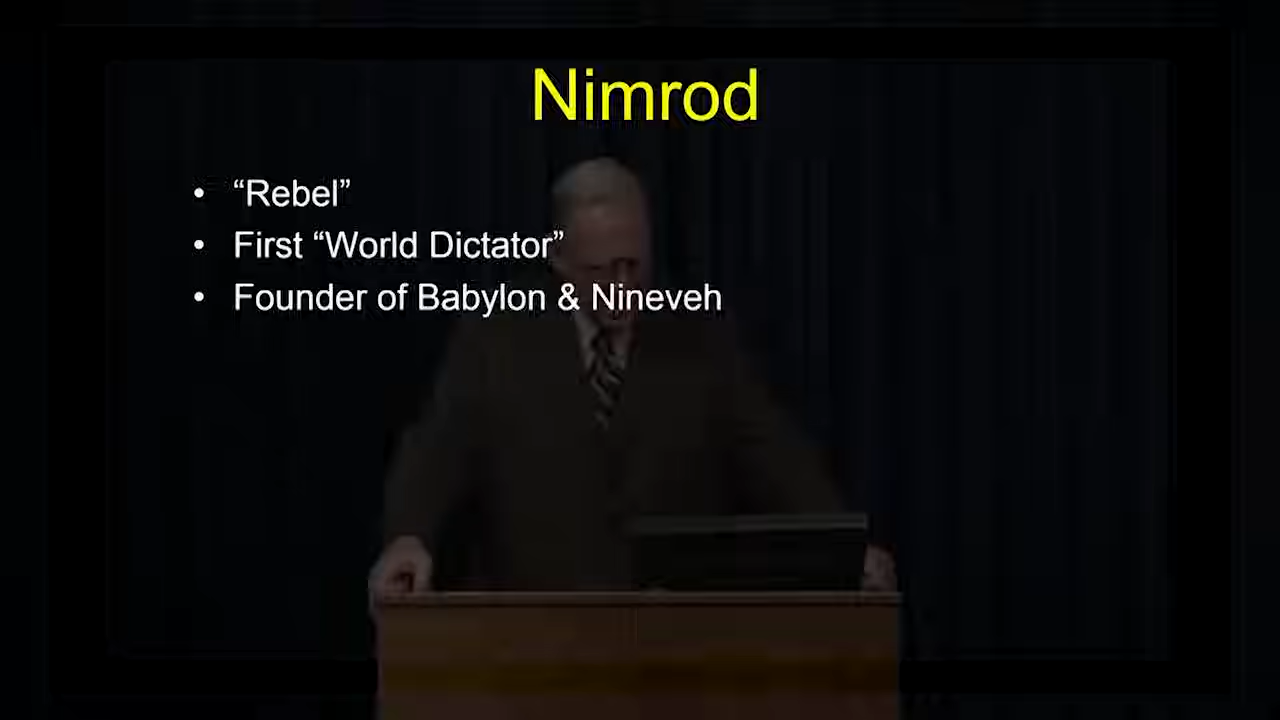 Nimrod
• “Rebel”
• First “World Dictator”
• Founder of Babylon & Nineveh